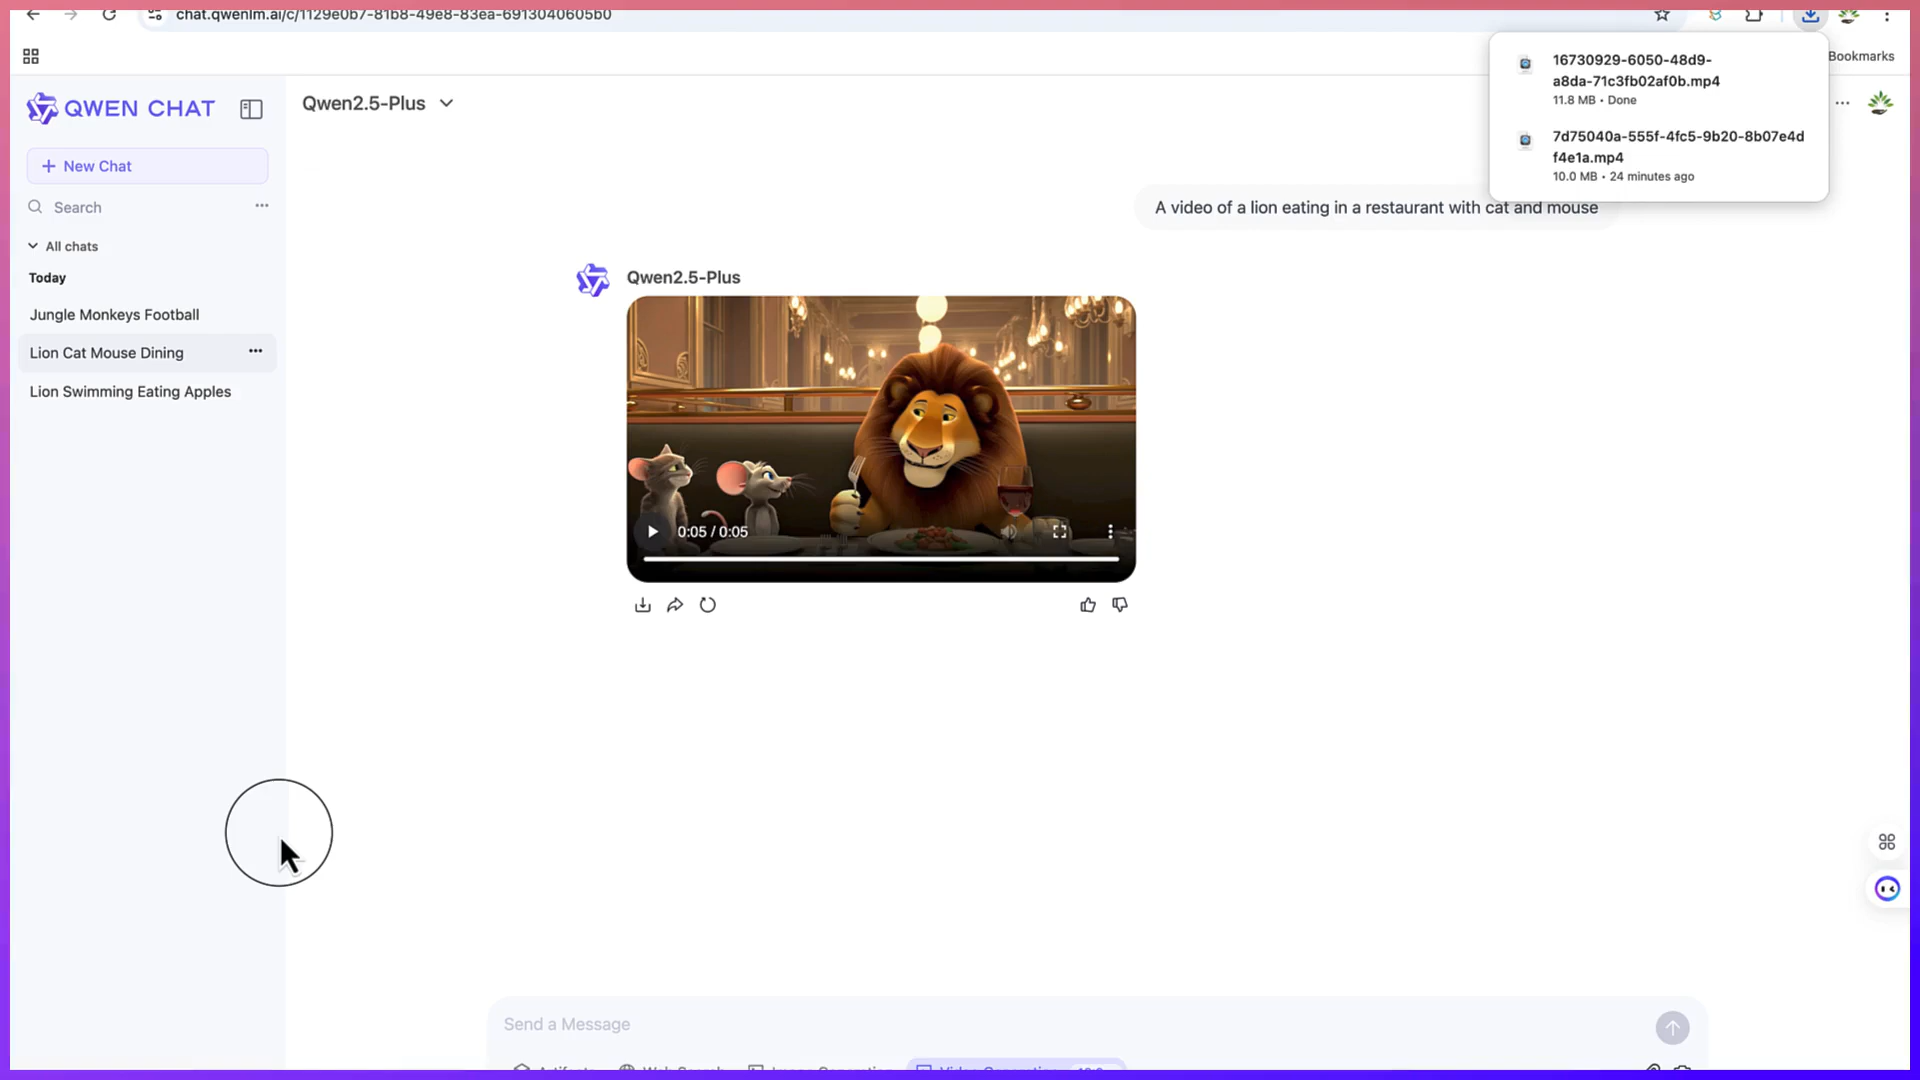 chat.qwenlm.ai/c/1129e0b7-81b8-49e8-83ea-6913040605b0
Bookmarks
16730929-6050-48d9-
a8da-71c3fb02af0b.mp4
11.8 MB • Done
7d75040a-555f-4fc5-9b20-8b07e4d
f4e1a.mp4
10.0 MB • 24 minutes ago
QWEN CHAT
Qwen2.5-Plus
New Chat
Search
All chats
Today
Jungle Monkeys Football
Lion Cat Mouse Dining
Lion Swimming Eating Apples
A video of a lion eating in a restaurant with cat and mouse
Qwen2.5-Plus
0:05 / 0:05
Send a Message